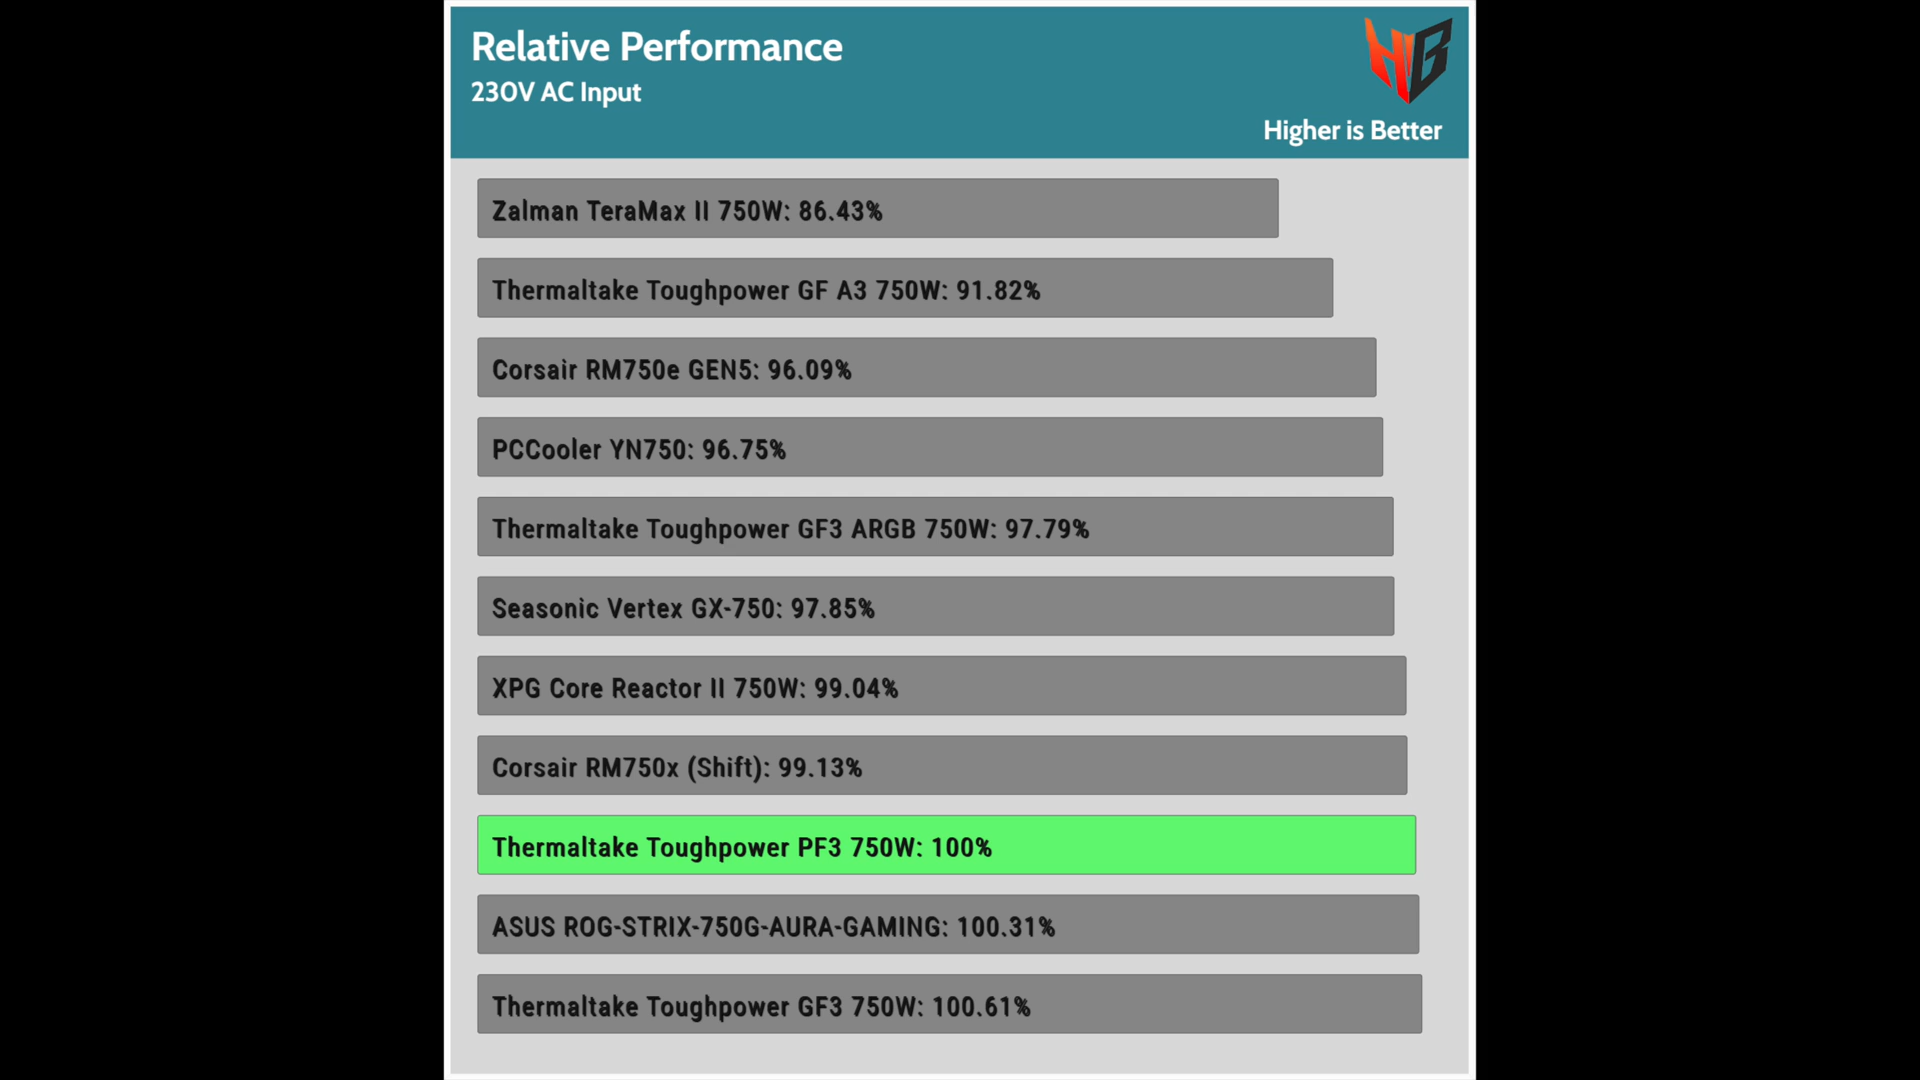 Relative Performance
230V AC Input
HB
Higher is Better
Zalman TeraMax II 750W: 86.43%
Thermaltake Toughpower GF A3 750W: 91.82%
Corsair RM750e GEN5: 96.09%
PCCooler YN750: 96.75%
Thermaltake Toughpower GF3 ARGB 750W: 97.79%
Seasonic Vertex GX-750: 97.85%
XPG Core Reactor II 750W: 99.04%
Corsair RM750x (Shift): 99.13%
Thermaltake Toughpower PF3 750W: 100%
ASUS ROG-STRIX-750G-AURA-GAMING: 100.31%
Thermaltake Toughpower GF3 750W: 100.61%